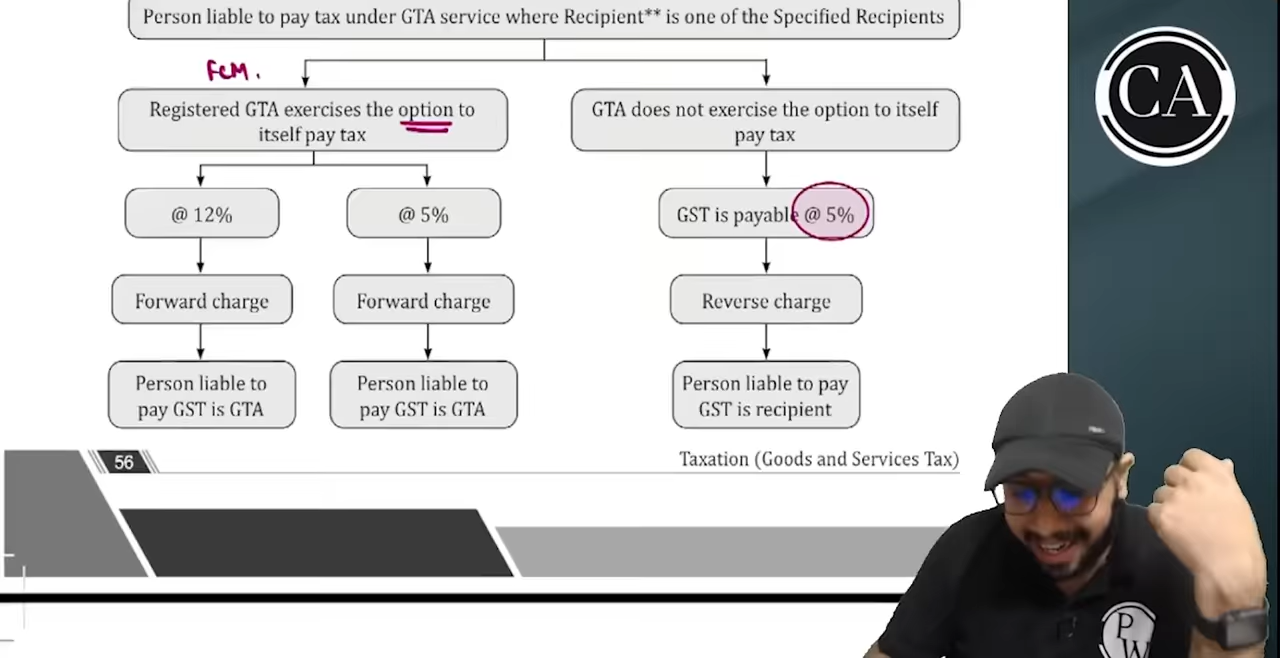 Person liable to pay tax under GTA service where Recipient** is one of the Specified Recipients
FCM.
Registered GTA exercises the option to
itself pay tax
GTA does not exercise the option to itself
pay tax
@ 12%
@ 5%
GST is payable @ 5%
Forward charge
Forward charge
Reverse charge
Person liable to
pay GST is GTA
Person liable to
pay GST is GTA
Person liable to pay
GST is recipient
56
Taxation (Goods and Services Tax)
CA
P
W